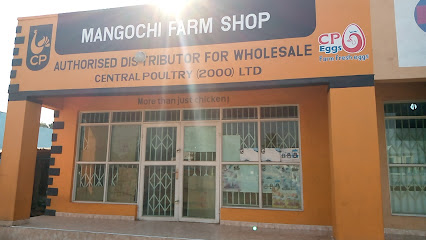 MANGOCHI FARM SHOP
CP
AUTHORISED DISTRIBUTOR FOR WHOLESALE
CENTRAL POULTRY (2000) LTD
CP
Eggs
More than just chickens